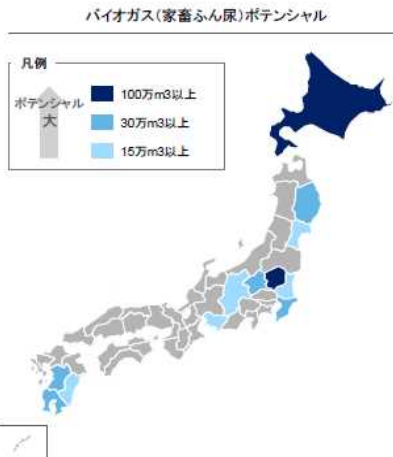 バイオガス(家畜ふん尿)ポテンシャル
凡例
ポテンシャル
大
100万m3以上
30万m3以上
15万m3以上